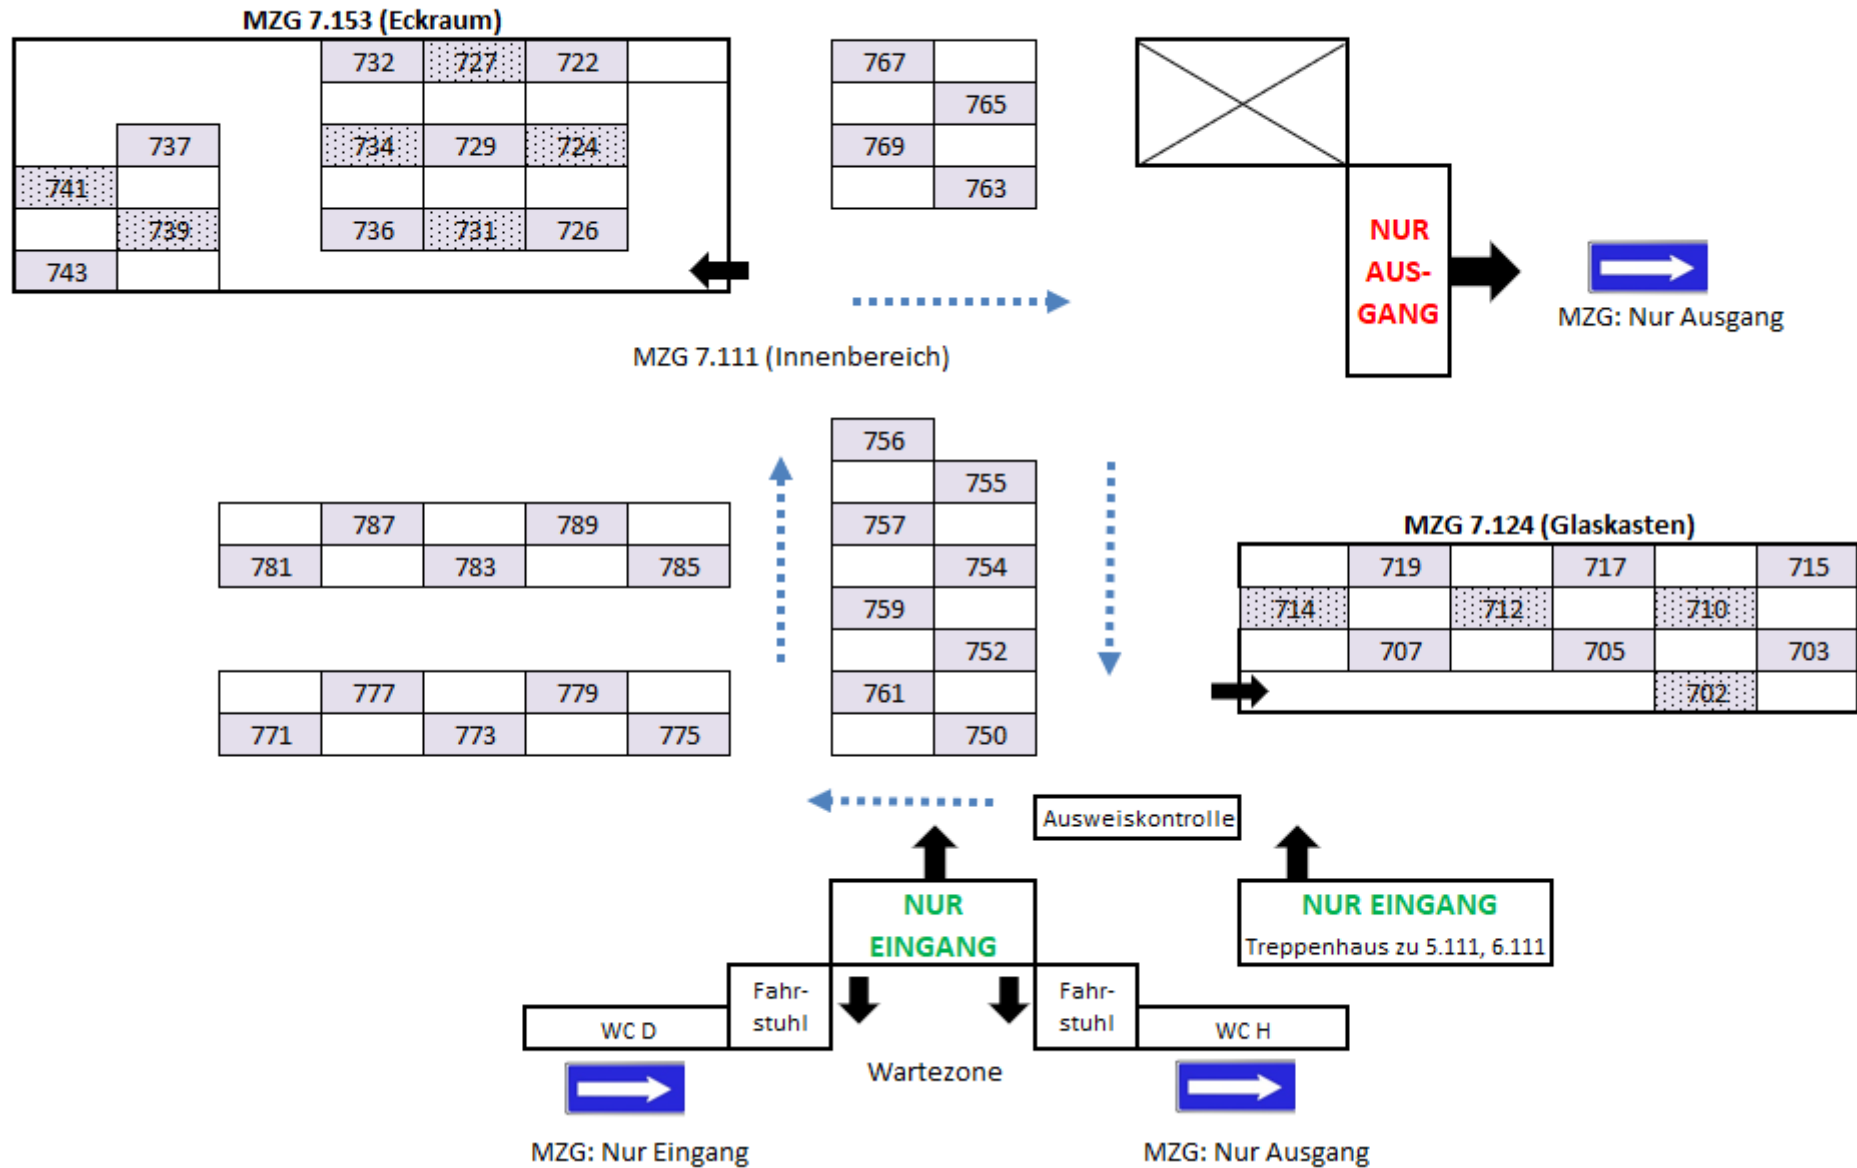 MZG 7.153 (Eckraum)
732 727 722
767
765
737 734 729 724
769
741
763
739 736 731 726
743
NUR
AUS-
GANG
MZG: Nur Ausgang
MZG 7.111 (Innenbereich)
756
755
787 789
757
MZG 7.124 (Glaskasten)
781 783 785
754
719 717 715
759
714 712 710
752
707 705 703
777 779
761
702
771 773 775
750
Ausweiskontrolle
NUR
EINGANG
NUR EINGANG
Treppenhaus zu 5.111, 6.111
Fahr-
stuhl
Fahr-
stuhl
WC D
WC H
Wartezone
MZG: Nur Eingang
MZG: Nur Ausgang